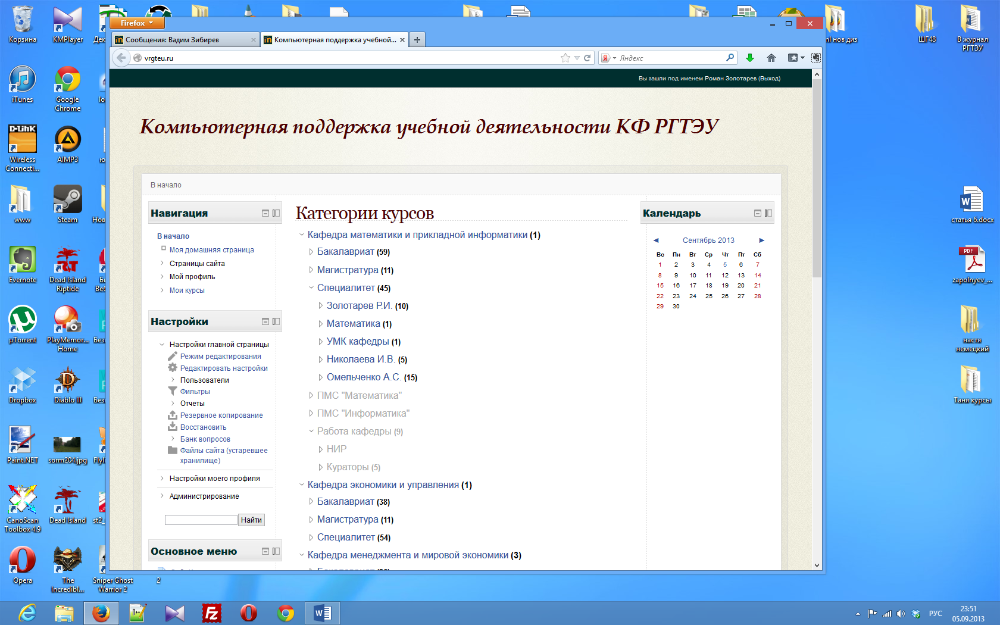 Корзина
KMPlayer
Дек
iTunes
Google Chrome
Io
D-Link
Wireless Connecti...
AIMP3
ю
www
Steam
Нов
Evernote
Dead Island Riptide
Би
Веб
µTorrent
PlayMemor... Home
Без
Dropbox
Diablo III
Без
Paint.NET
sorm204.jpg
Flyli
CanoScan Toolbox 4.9
Dead Island
st2_
Opera
The Incredibl...
Sniper Ghost Warrior 2
2
nl нов диз
ШГ48
В журнал РГТЭУ
статья 6.docx
PDF
zapolnyev_...
настя немецкий
Таня курсы
Firefox
Сообщения: Вадим Зибирев
Компьютерная поддержка учебной...
vrgteu.ru
Яндекс
Вы зашли под именем Роман Золотарев (Выход)
Компьютерная поддержка учебной деятельности КФ РГТЭУ
В начало
Навигация
В начало
Моя домашняя страница
Страницы сайта
Мой профиль
Мои курсы
Настройки
Настройки главной страницы
Режим редактирования
Редактировать настройки
Пользователи
Фильтры
Отчеты
Резервное копирование
Восстановить
Банк вопросов
Файлы сайта (устаревшее
хранилище)
Настройки моего профиля
Администрирование
Найти
Основное меню
Категории курсов
Кафедра математики и прикладной информатики (1)
Бакалавриат (59)
Магистратура (11)
Специалитет (45)
Золотарев Р.И. (10)
Математика (1)
УМК кафедры (1)
Николаева И.В. (5)
Омельченко А.С. (15)
ПМС "Математика"
ПМС "Информатика"
Работа кафедры (9)
НИР
Кураторы (5)
Кафедра экономики и управления (1)
Бакалавриат (38)
Магистратура (11)
Специалитет (54)
Кафедра менеджмента и мировой экономики (3)
Календарь
Сентябрь 2013
Вс Пн Вт Ср Чт Пт Сб
1 2 3 4 5 6 7
8 9 10 11 12 13 14
15 16 17 18 19 20 21
22 23 24 25 26 27 28
29 30
РУС
23:51
05.09.2013